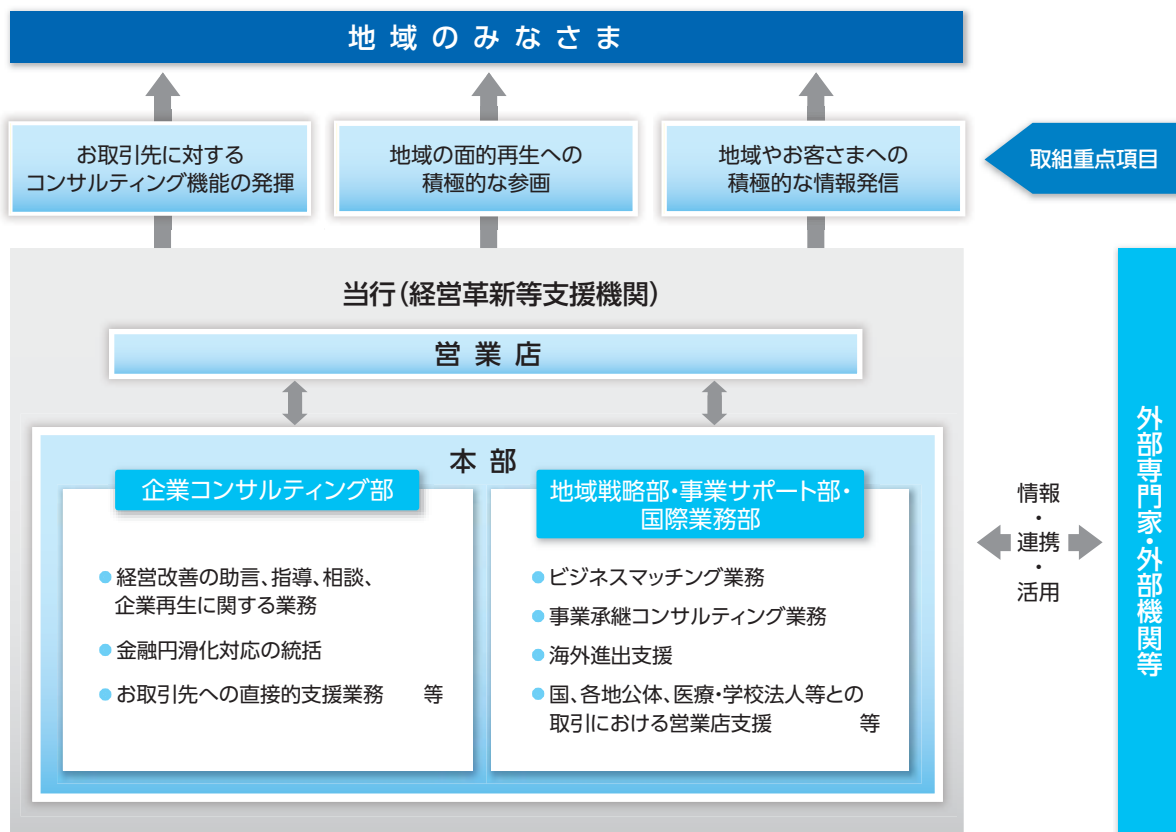 地域のみなさま
お取引先に対する
コンサルティング機能の発揮
地域の面的再生への
積極的な参画
地域やお客さまへの
積極的な情報発信
取組重点項目
当行(経営革新等支援機関)
営業店
本部
企業コンサルティング部
●経営改善の助言、指導、相談、
企業再生に関する業務
●金融円滑化対応の統括
●お取引先への直接的支援業務 等
地域戦略部・事業サポート部・
国際業務部
●ビジネスマッチング業務
●事業承継コンサルティング業務
●海外進出支援
●国、各地公体、医療・学校法人等との
取引における営業店支援 等
情報
・
連携
・
活用
外部専門家・外部機関等